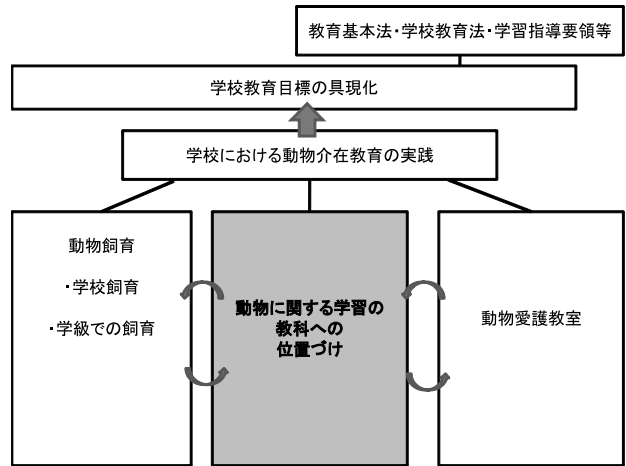 教育基本法・学校教育法・学習指導要領等
学校教育目標の具現化
学校における動物介在教育の実践
動物飼育
・学校飼育
・学級での飼育
動物に関する学習の
教科への
位置づけ
動物愛護教室